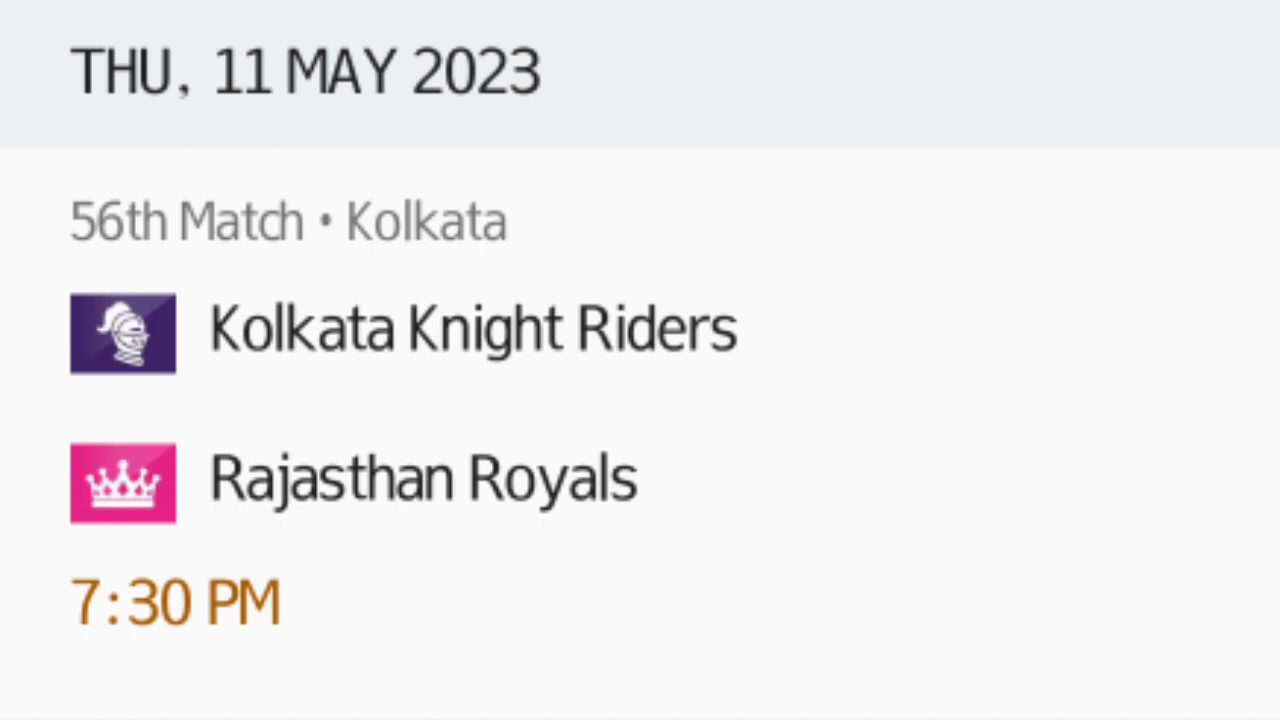 THU, 11 MAY 2023
56th Match • Kolkata
Kolkata Knight Riders
Rajasthan Royals
7:30 PM